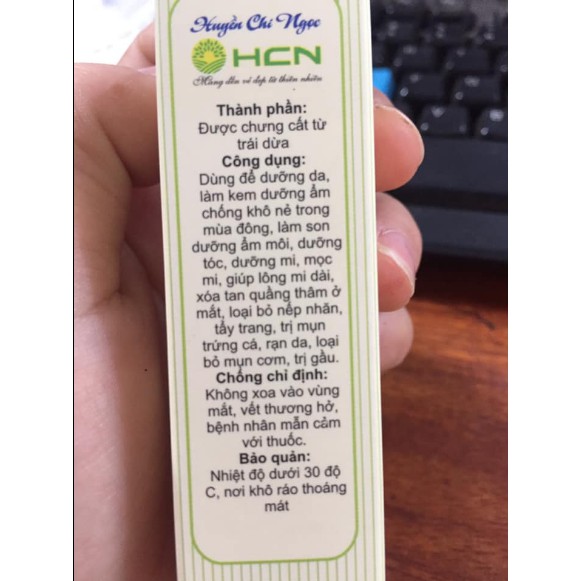 Huyền Chi Ngọc
HCN
Mãng đến vẻ đẹp từ thiên nhiên
Thành phần:
Được chưng cất từ
trái dừa
Công dụng:
Dùng để dưỡng da,
làm kem dưỡng ẩm
chống khô nẻ trong
mùa đông, làm son
dưỡng ẩm môi, dưỡng
tóc, dưỡng mi, mọc
mi, giúp lông mi dài,
xóa tan quầng thâm ở
mắt, loại bỏ nếp nhăn,
tẩy trang, trị mụn
trứng cá, rạn da, loại
bỏ mụn cơm, trị gầu.
Chống chỉ định:
Không xoa vào vùng
mắt, vết thương hở,
bệnh nhân mẫn cảm
với thuốc.
Bảo quản:
Nhiệt độ dưới 30 độ
C, nơi khô ráo thoáng
mát